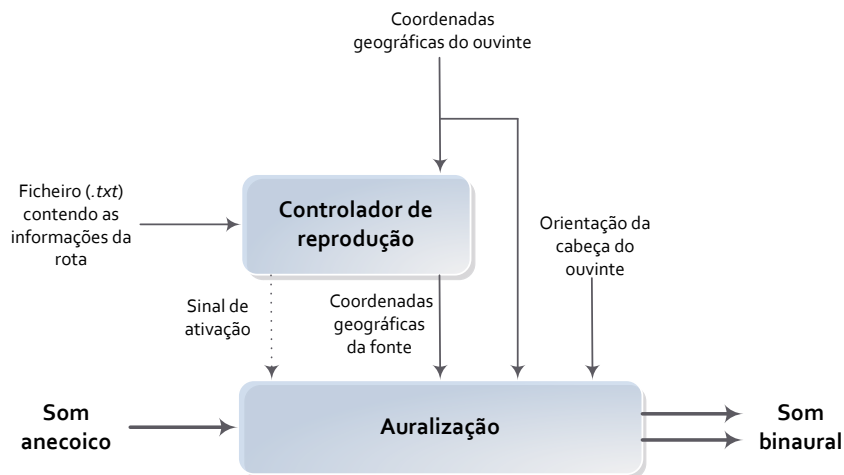 Coordenadas
geográficas do ouvinte
Ficheiro (.txt)
contendo as
informações da
rota
Controlador de
reprodução
Orientação da
cabeça do
ouvinte
Sinal de
ativação
Coordenadas
geográficas
da fonte
Som
anecoico
Auralização
Som
binaural